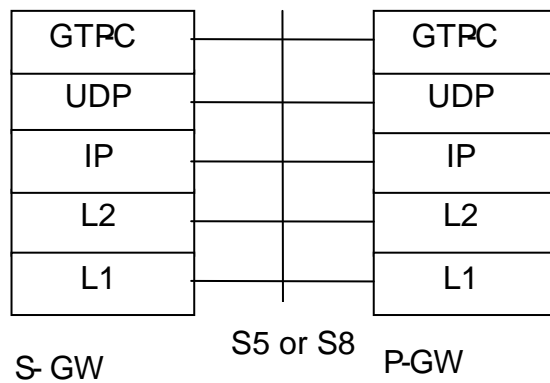 GTP-C GTP-C
UDP UDP
IP IP
L2 L2
L1 L1
S5 or S8
S- GW P-GW